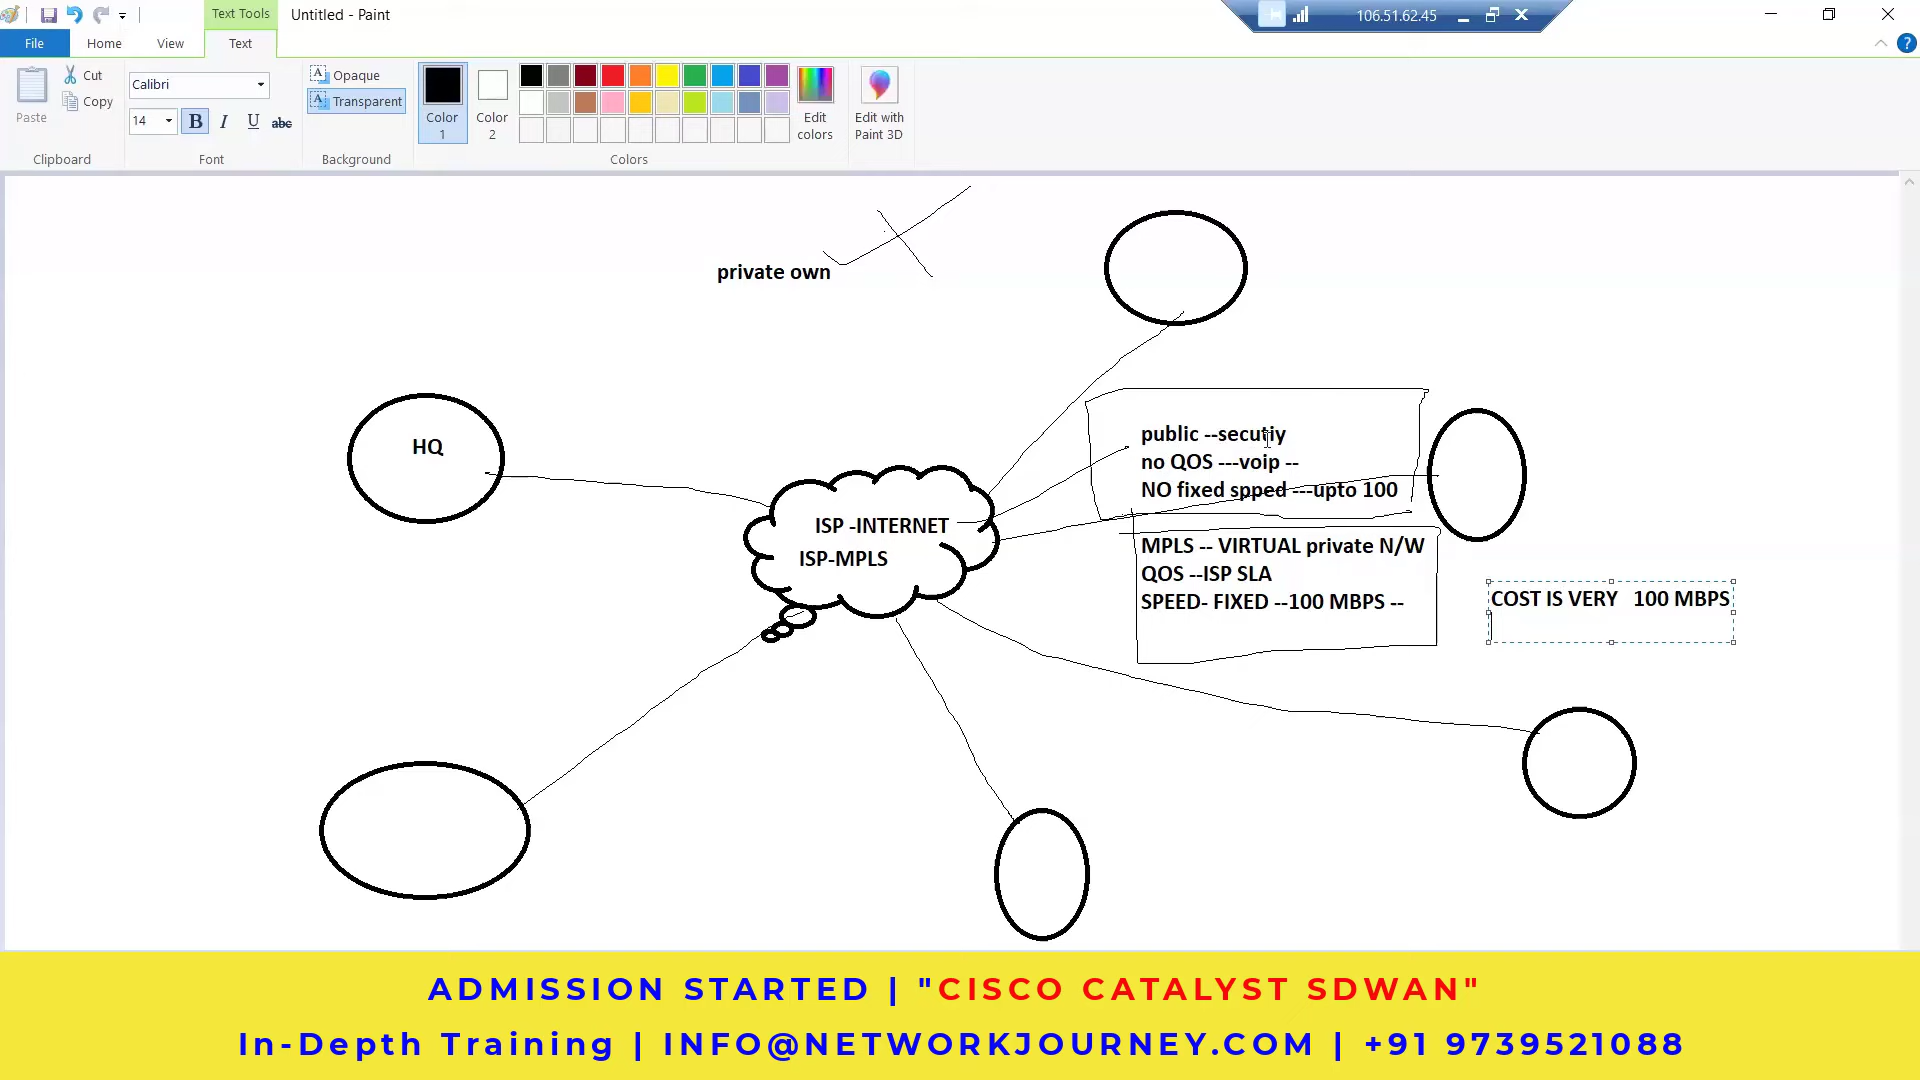 Text Tools
Untitled - Paint
106.51.62.45
File
Home
View
Text
Paste
Cut
Copy
Clipboard
Calibri
14
B I U abc
Font
Opaque
Transparent
Background
Color 1
Color 2
Edit colors
Edit with Paint 3D
Colors
private own
HQ
public --secutiy
no QOS ---voip --
NO fixed spped ---upto 100
ISP -INTERNET
ISP-MPLS
MPLS -- VIRTUAL private N/W
QOS --ISP SLA
SPEED- FIXED --100 MBPS --
COST IS VERY 100 MBPS
ADMISSION STARTED | "CISCO CATALYST SDWAN"
In-Depth Training | INFO@NETWORKJOURNEY.COM | +91 9739521088